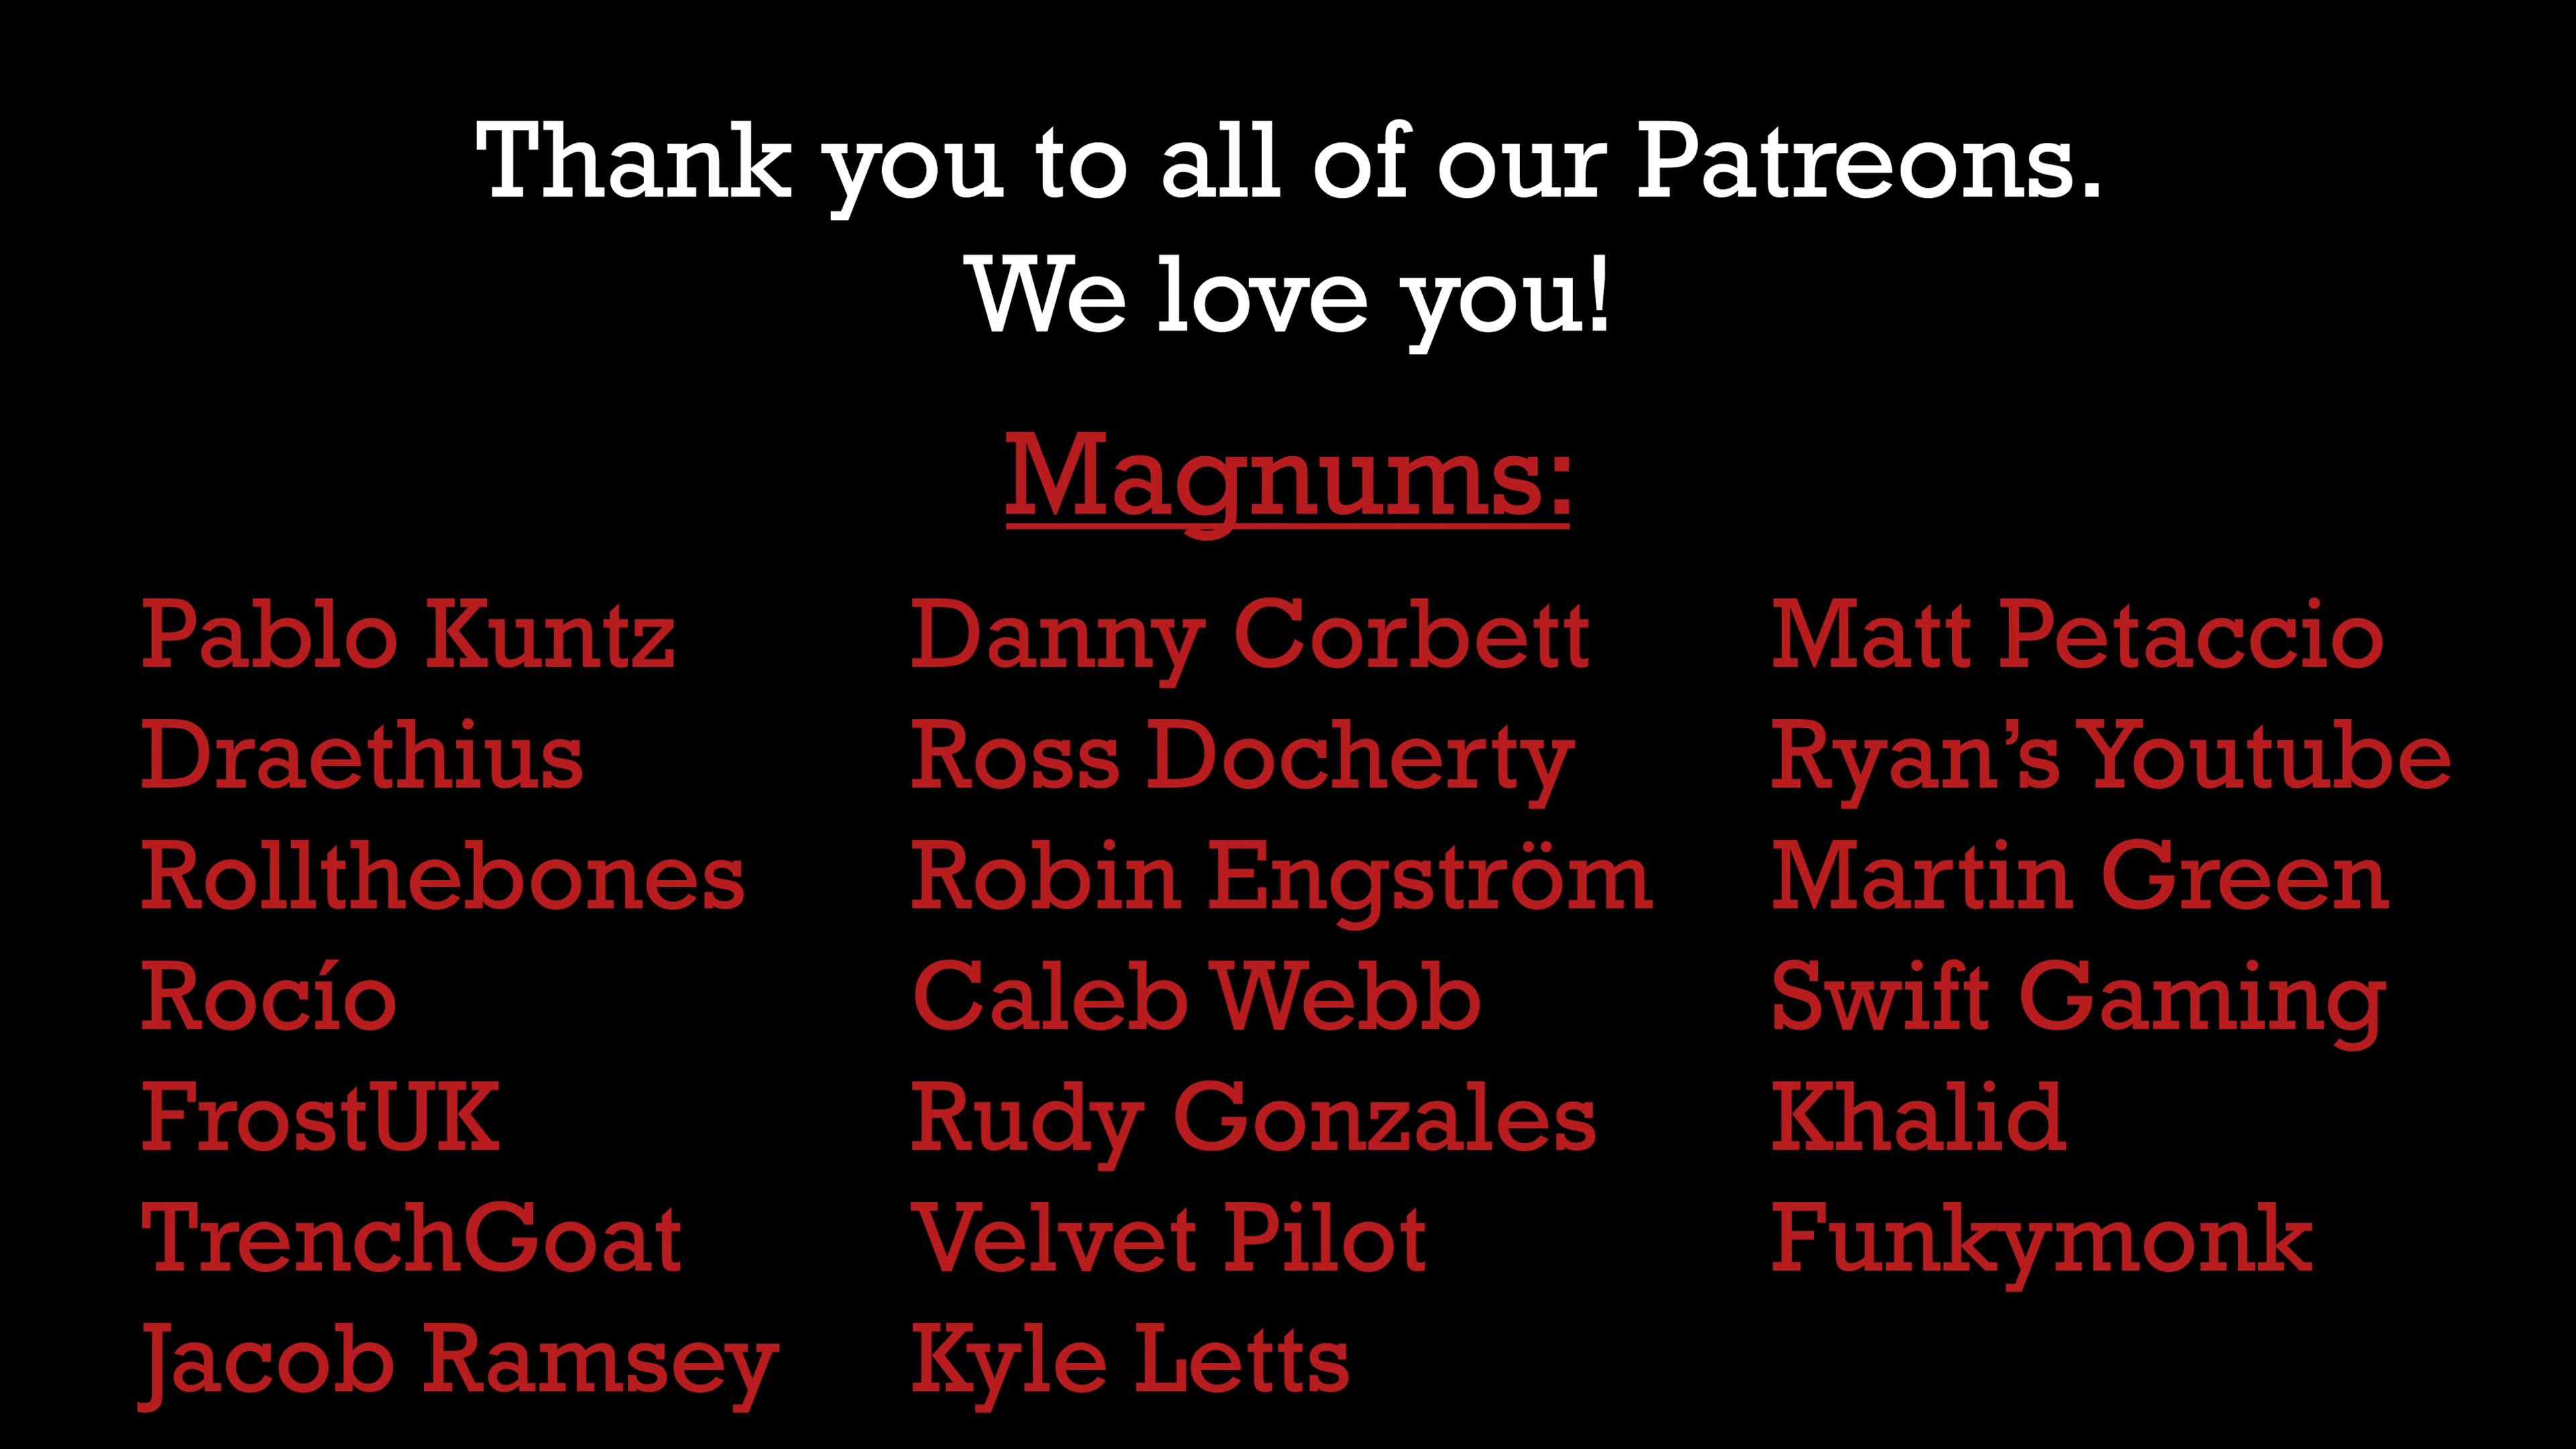 Thank you to all of our Patreons.
We love you!
Magnums:
Pablo Kuntz
Draethius
Rollthebones
Rocío
FrostUK
TrenchGoat
Jacob Ramsey
Danny Corbett
Ross Docherty
Robin Engström
Caleb Webb
Rudy Gonzales
Velvet Pilot
Kyle Letts
Matt Petaccio
Ryan’s Youtube
Martin Green
Swift Gaming
Khalid
Funkymonk